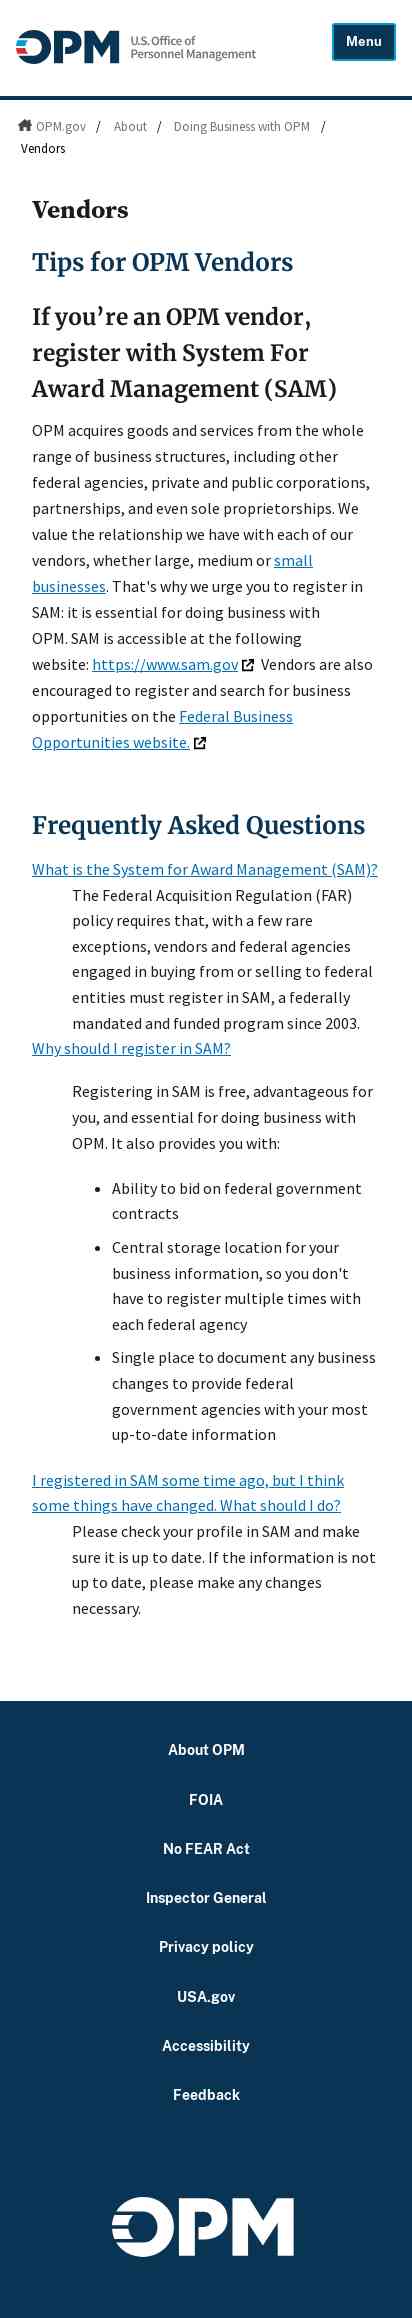 OPM U.S. Office of
Personnel Management
Menu
OPM.gov / About / Doing Business with OPM /
Vendors
Vendors
Tips for OPM Vendors
If you’re an OPM vendor,
register with System For
Award Management (SAM)
OPM acquires goods and services from the whole
range of business structures, including other
federal agencies, private and public corporations,
partnerships, and even sole proprietorships. We
value the relationship we have with each of our
vendors, whether large, medium or small
businesses. That's why we urge you to register in
SAM: it is essential for doing business with
OPM. SAM is accessible at the following
website: https://www.sam.gov Vendors are also
encouraged to register and search for business
opportunities on the Federal Business
Opportunities website.
Frequently Asked Questions
What is the System for Award Management (SAM)?
The Federal Acquisition Regulation (FAR)
policy requires that, with a few rare
exceptions, vendors and federal agencies
engaged in buying from or selling to federal
entities must register in SAM, a federally
mandated and funded program since 2003.
Why should I register in SAM?
Registering in SAM is free, advantageous for
you, and essential for doing business with
OPM. It also provides you with:
• Ability to bid on federal government
contracts
• Central storage location for your
business information, so you don't
have to register multiple times with
each federal agency
• Single place to document any business
changes to provide federal
government agencies with your most
up-to-date information
I registered in SAM some time ago, but I think
some things have changed. What should I do?
Please check your profile in SAM and make
sure it is up to date. If the information is not
up to date, please make any changes
necessary.
About OPM
FOIA
No FEAR Act
Inspector General
Privacy policy
USA.gov
Accessibility
Feedback
OPM